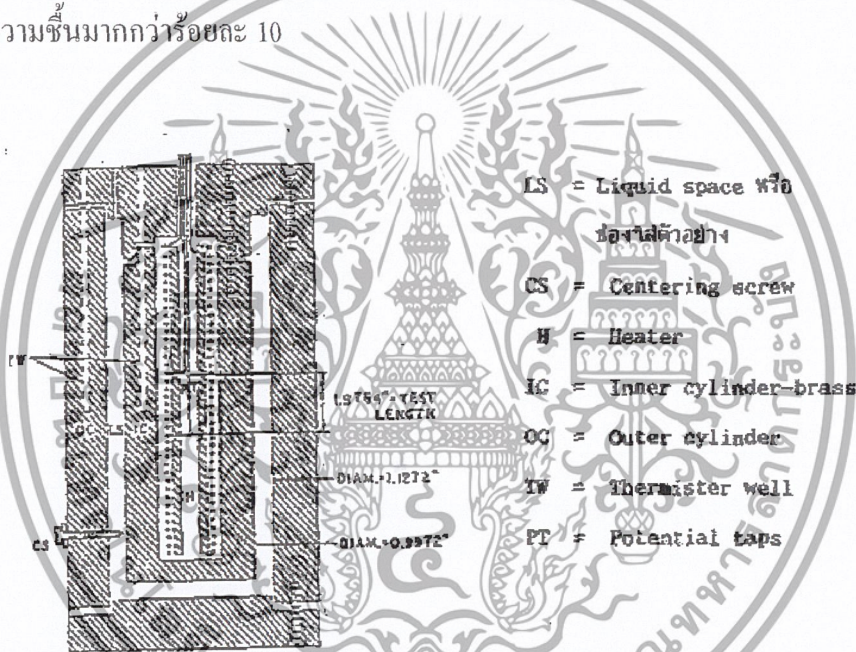 วามชื้นมากกว่าร้อยละ 10
LS = Liquid space หรือ
ช่องใส่ตัวอย่าง
CS = Centering screw
H = Heater
IC = Inner cylinder-brass
OC = Outer cylinder
TW = Thermister well
PT = Potential taps
TW
TEST
LENGTH
DIAM.=1.1272"
DIAM.=0.9972"
H
CS